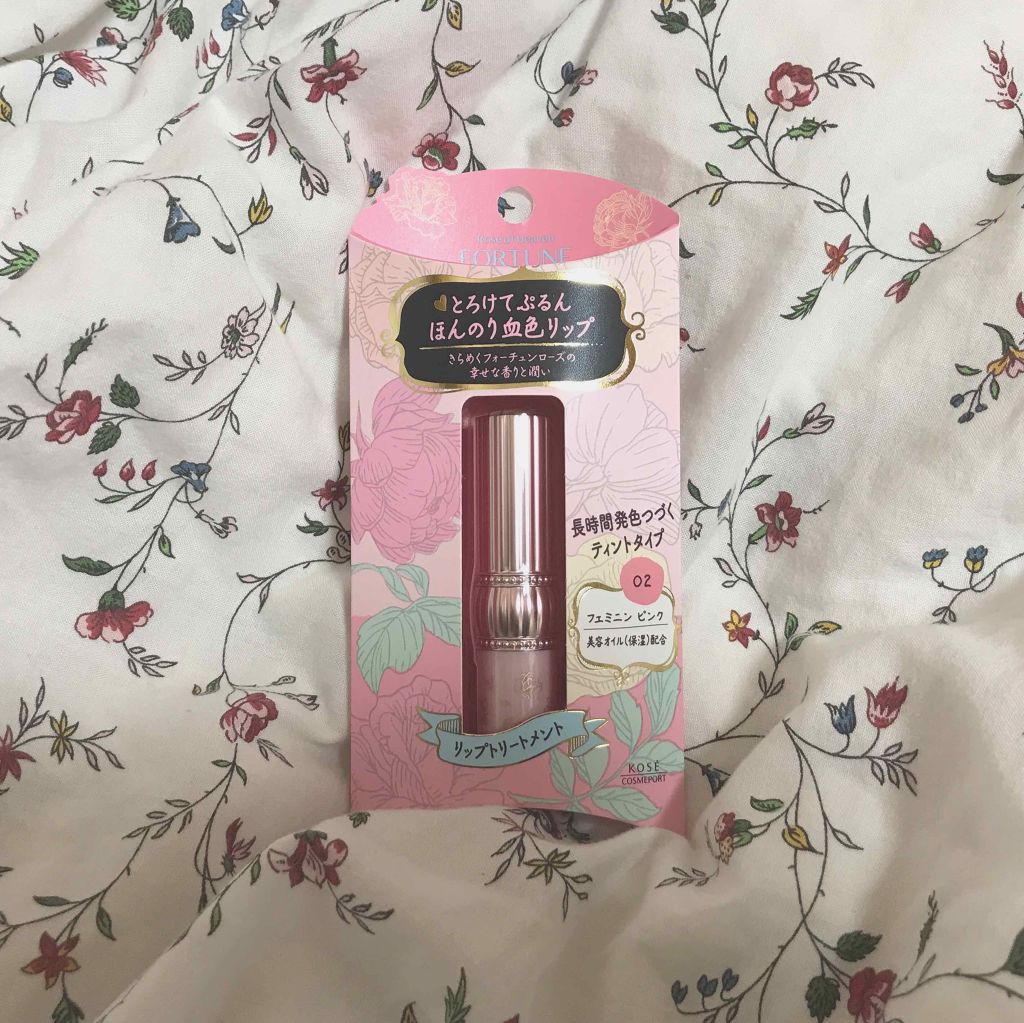 Rose of Heaven
FORTUNE
とろけてぷるん
ほんのり血色リップ
きらめくフォーチュンローズの
幸せな香りと潤い
長時間発色つづく
ティントタイプ
02
フェミニン ピンク
美容オイル(保湿)配合
リップトリートメント
KOSÉ
COSMEPORT